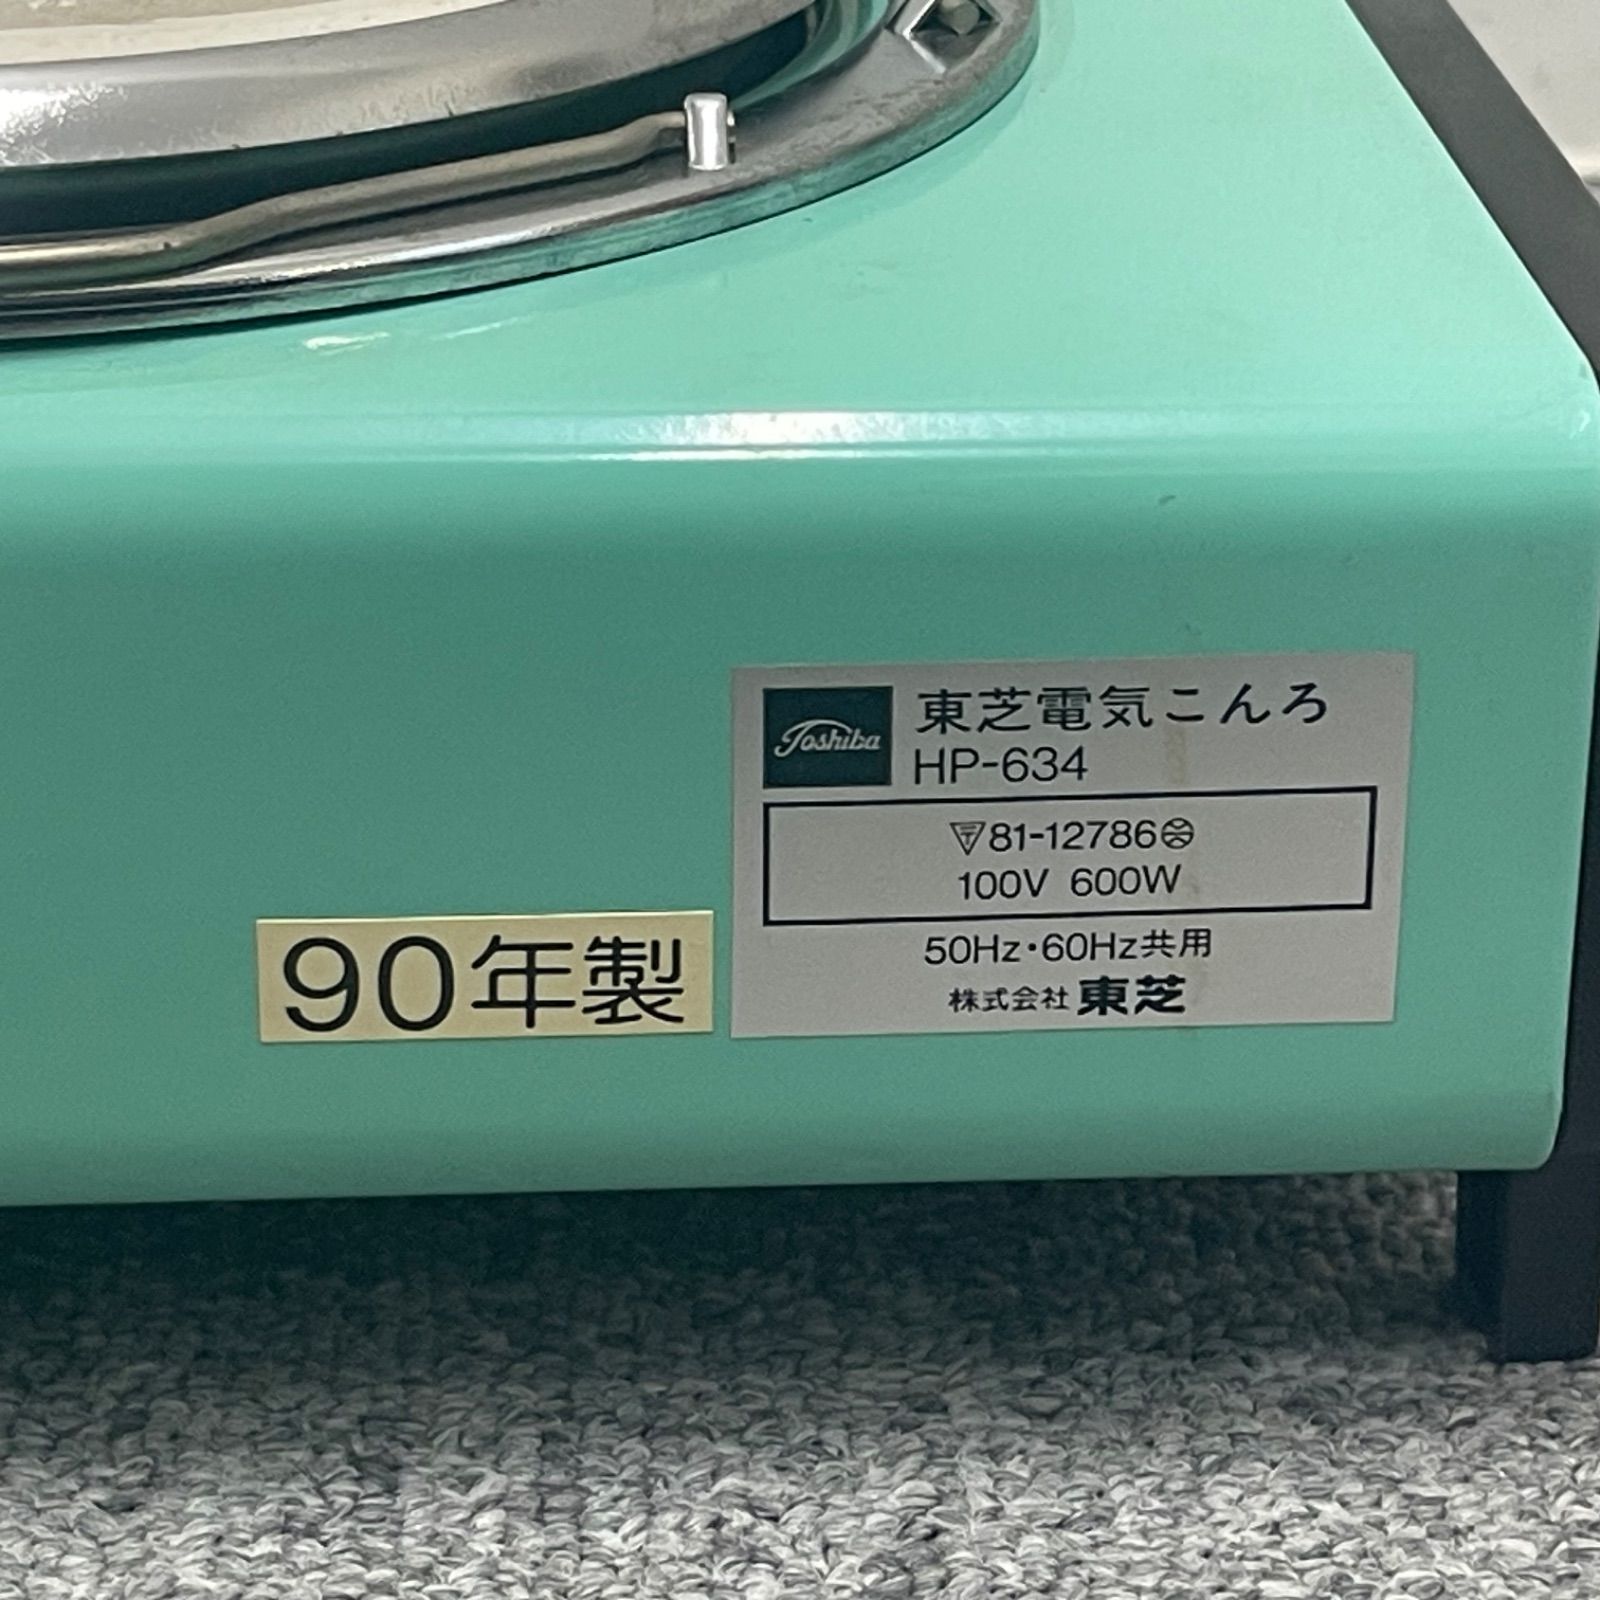 Toshiba
東芝電気こんろ
HP-634
81-12786
100V 600W
50Hz・60Hz共用
株式会社 東芝
90年製